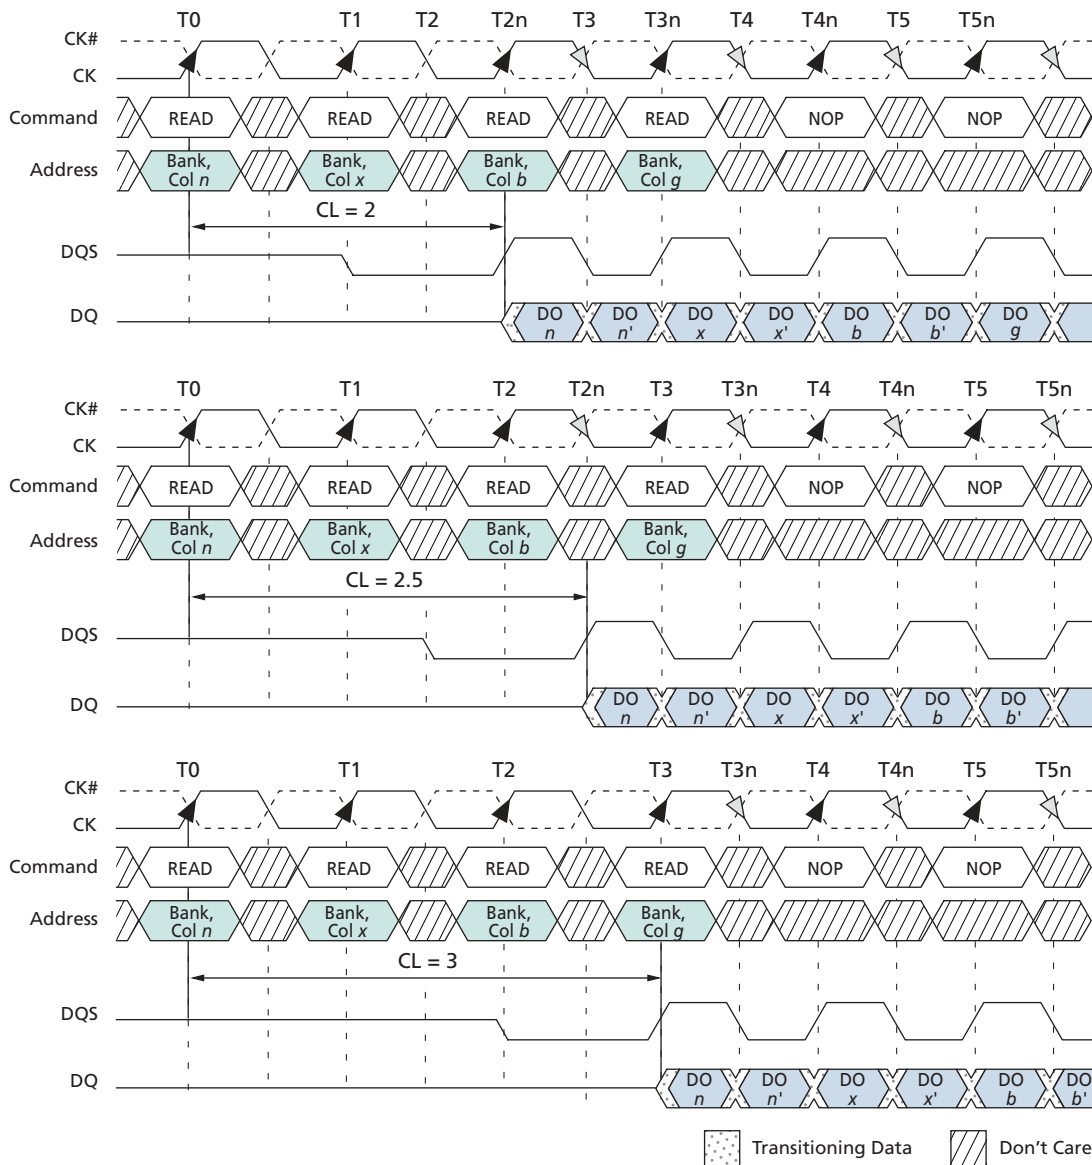 T0 T1 T2 T2n T3 T3n T4 T4n T5 T5n
CK#
CK
Command READ READ READ READ NOP NOP
Address Bank, Col n Bank, Col x Bank, Col b Bank, Col g
CL = 2
DQS
DQ DO n DO n' DO x DO x' DO b DO b' DO g
T0 T1 T2 T2n T3 T3n T4 T4n T5 T5n
CK#
CK
Command READ READ READ READ NOP NOP
Address Bank, Col n Bank, Col x Bank, Col b Bank, Col g
CL = 2.5
DQS
DQ DO n DO n' DO x DO x' DO b DO b'
T0 T1 T2 T3 T3n T4 T4n T5 T5n
CK#
CK
Command READ READ READ READ NOP NOP
Address Bank, Col n Bank, Col x Bank, Col b Bank, Col g
CL = 3
DQS
DQ DO n DO n' DO x DO x' DO b DO b'
Transitioning Data Don't Care